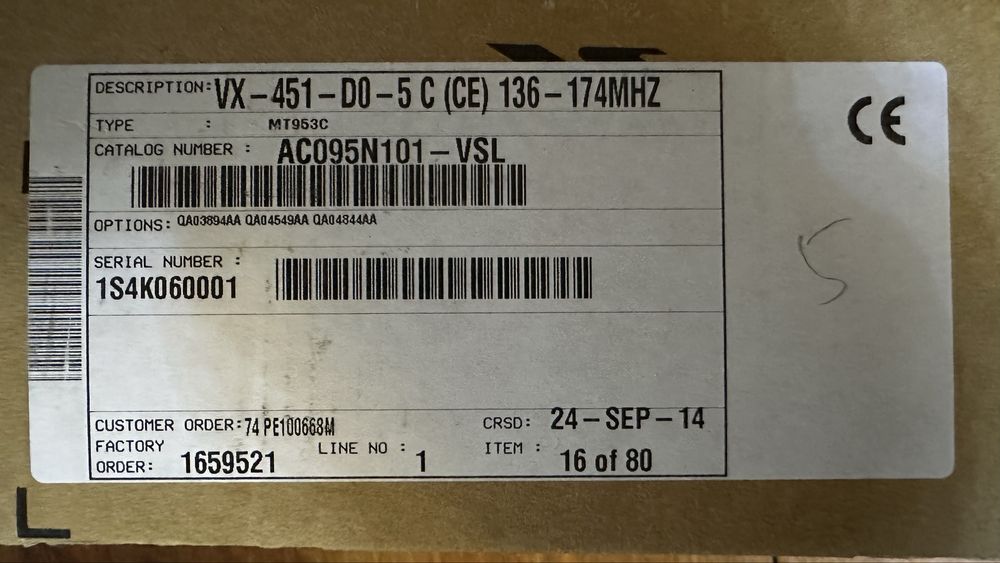 DESCRIPTION: VX-451-D0-5 C (CE) 136-174MHZ
TYPE : MT953C
CATALOG NUMBER : AC095N101-VSL
OPTIONS: QA03894AA QA04549AA QA04844AA
SERIAL NUMBER :
1S4K060001
CUSTOMER ORDER: 74 PE100668M CRSD: 24-SEP-14
FACTORY ORDER: 1659521 LINE NO : 1 ITEM : 16 of 80
CE
S